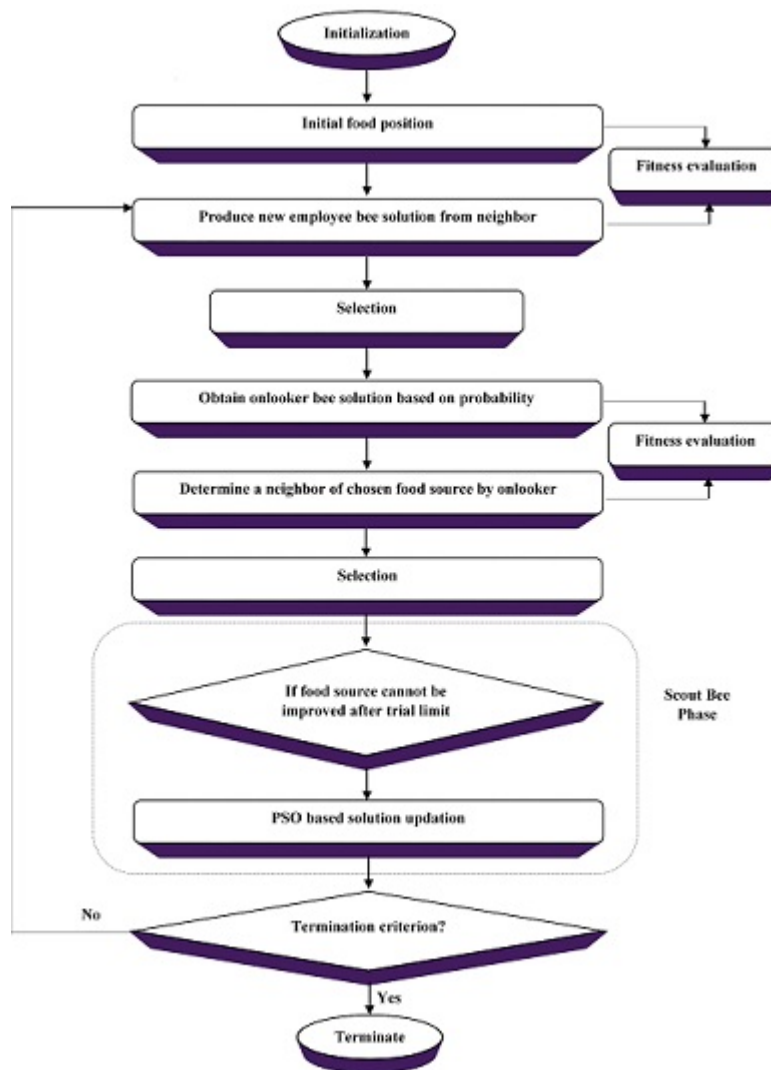 Initialization
Initial food position
Fitness evaluation
Produce new employee bee solution from neighbor
Selection
Obtain onlooker bee solution based on probability
Fitness evaluation
Determine a neighbor of chosen food source by onlooker
Selection
If food source cannot be
improved after trial limit
Scout Bee
Phase
PSO based solution updation
No
Termination criterion?
Yes
Terminate